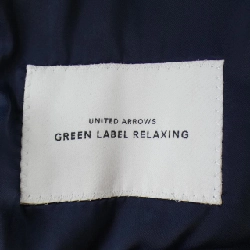 UNITED ARROWS
GREEN LABEL RELAXING